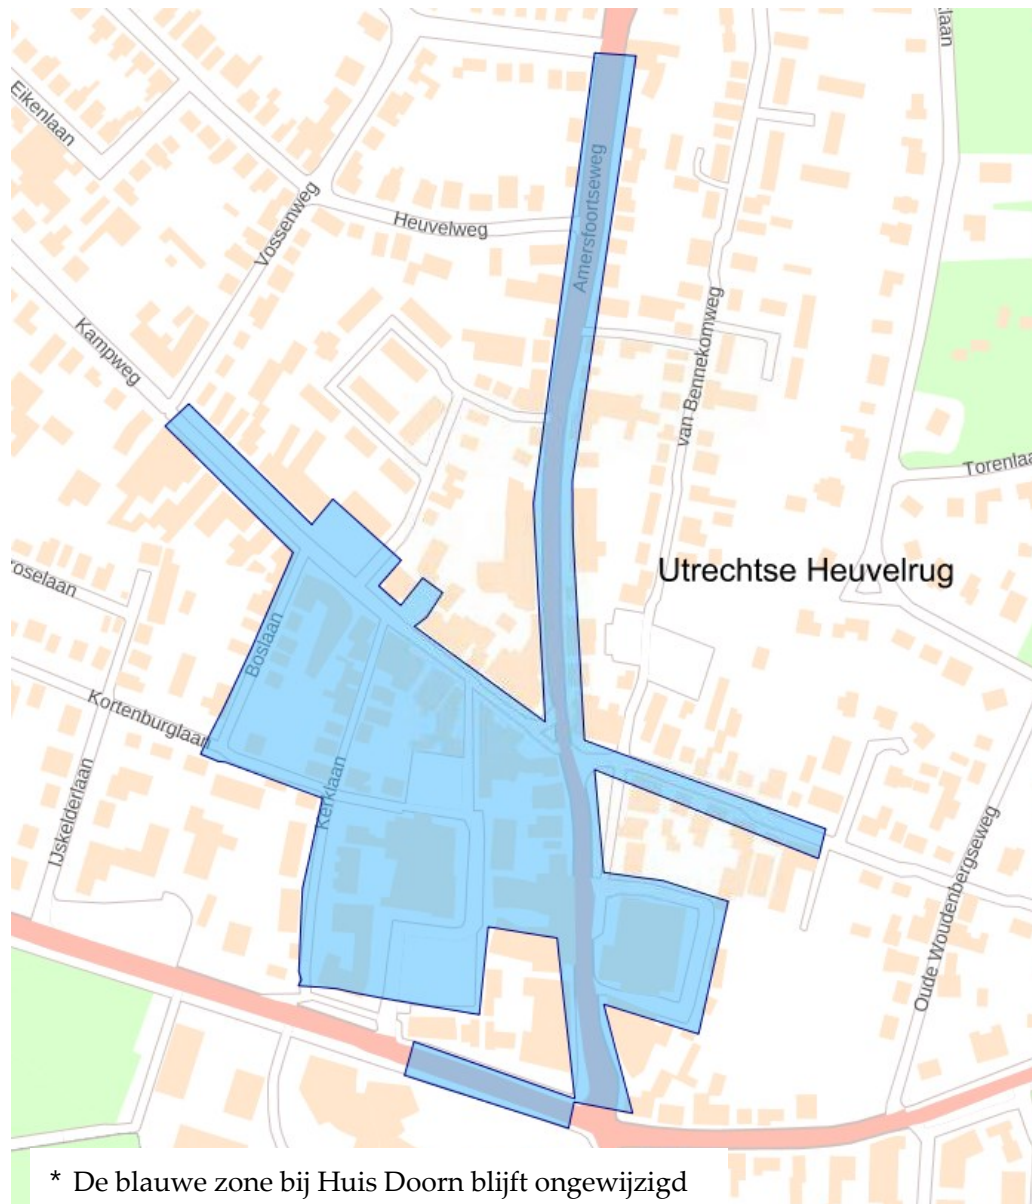 laan
Eikenlaan
Vossenweg
Heuvelweg
Amersfoortseweg
Kampweg
van Bennekomweg
Torenlaa
Utrechtse Heuvelrug
roselaan
Boslaan
Kortenburglaan
Kerklaan
IJskelderlaan
Oude Woudenbergseweg
* De blauwe zone bij Huis Doorn blijft ongewijzigd